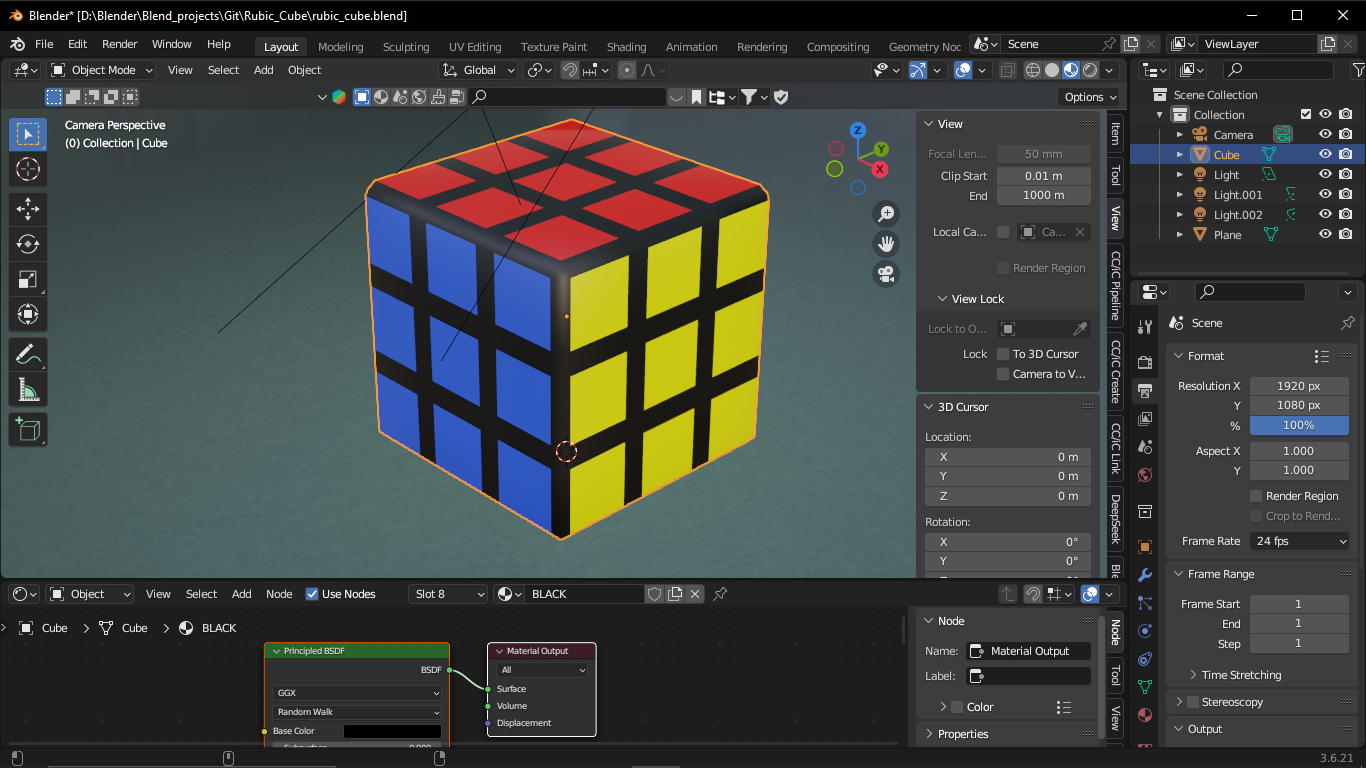 Blender* [D:\Blender\Blend_projects\Git\Rubic_Cube\rubic_cube.blend]
File Edit Render Window Help Layout Modeling Sculpting UV Editing Texture Paint Shading Animation Rendering Compositing Geometry Noc Scene ViewLayer
Object Mode View Select Add Object Global
Options
Camera Perspective
(0) Collection | Cube
Z
Y
X
View
Focal Len... 50 mm
Clip Start 0.01 m
End 1000 m
Local Ca... Ca...
Render Region
View Lock
Lock to O...
Lock To 3D Cursor
Camera to V...
3D Cursor
Location:
X 0 m
Y 0 m
Z 0 m
Rotation:
X 0°
Y 0°
Item
Tool
View
CC/iC Pipeline
CC/iC Create
CC/iC Link
DeepSeek
Scene Collection
Collection
Camera
Cube
Light
Light.001
Light.002
Plane
Scene
Format
Resolution X 1920 px
Y 1080 px
% 100%
Aspect X 1.000
Y 1.000
Render Region
Crop to Rend...
Frame Rate 24 fps
Frame Range
Frame Start 1
End 1
Step 1
Time Stretching
Stereoscopy
Output
Object View Select Add Node Use Nodes Slot 8 BLACK
Cube Cube BLACK
Principled BSDF
BSDF
GGX
Random Walk
Base Color
Material Output
All
Surface
Volume
Displacement
Node
Name: Material Output
Label:
Color
Properties
Node
Tool
View
3.6.21